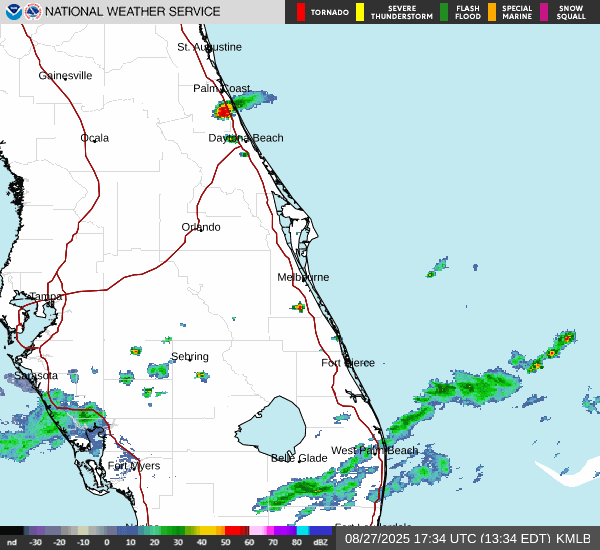 NATIONAL WEATHER SERVICE
TORNADO
SEVERE
THUNDERSTORM
FLASH
FLOOD
SPECIAL
MARINE
SNOW
SQUALL
St. Augustine
Gainesville
Palm Coast
Ocala
Daytona Beach
Orlando
Melbourne
Tampa
Sebring
Fort Pierce
Sarasota
West Palm Beach
Belle Glade
Fort Myers
nd -30 -20 -10 0 10 20 30 40 50 60 70 80 dBZ
08/27/2025 17:34 UTC (13:34 EDT) KMLB